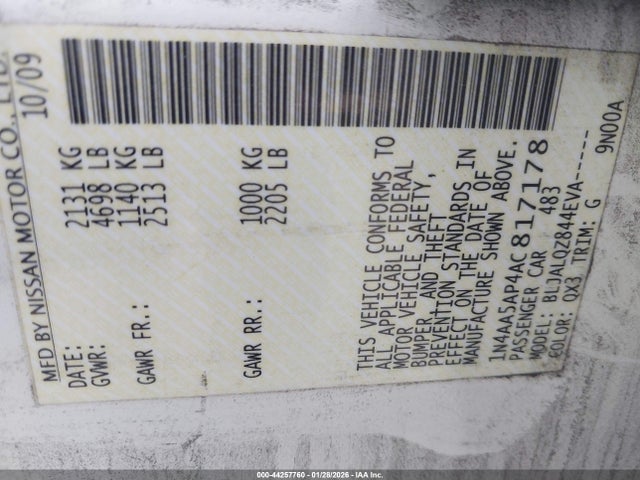 MFD BY NISSAN MOTOR CO., LTD.
DATE: 10/09
GVWR: 2131 KG
4698 LB
GAWR FR.: 1140 KG
2513 LB
GAWR RR.: 1000 KG
2205 LB
THIS VEHICLE CONFORMS TO
ALL APPLICABLE FEDERAL
MOTOR VEHICLE SAFETY,
BUMPER, AND THEFT
PREVENTION STANDARDS IN
EFFECT ON THE DATE OF
MANUFACTURE SHOWN ABOVE.
1N4AA5AP4AC817178
PASSENGER CAR 483
MODEL: BLJALQZ844EVA-----
COLOR: QX3 TRIM: G 9N00A
000-44257760 - 01/28/2026 - IAA Inc.